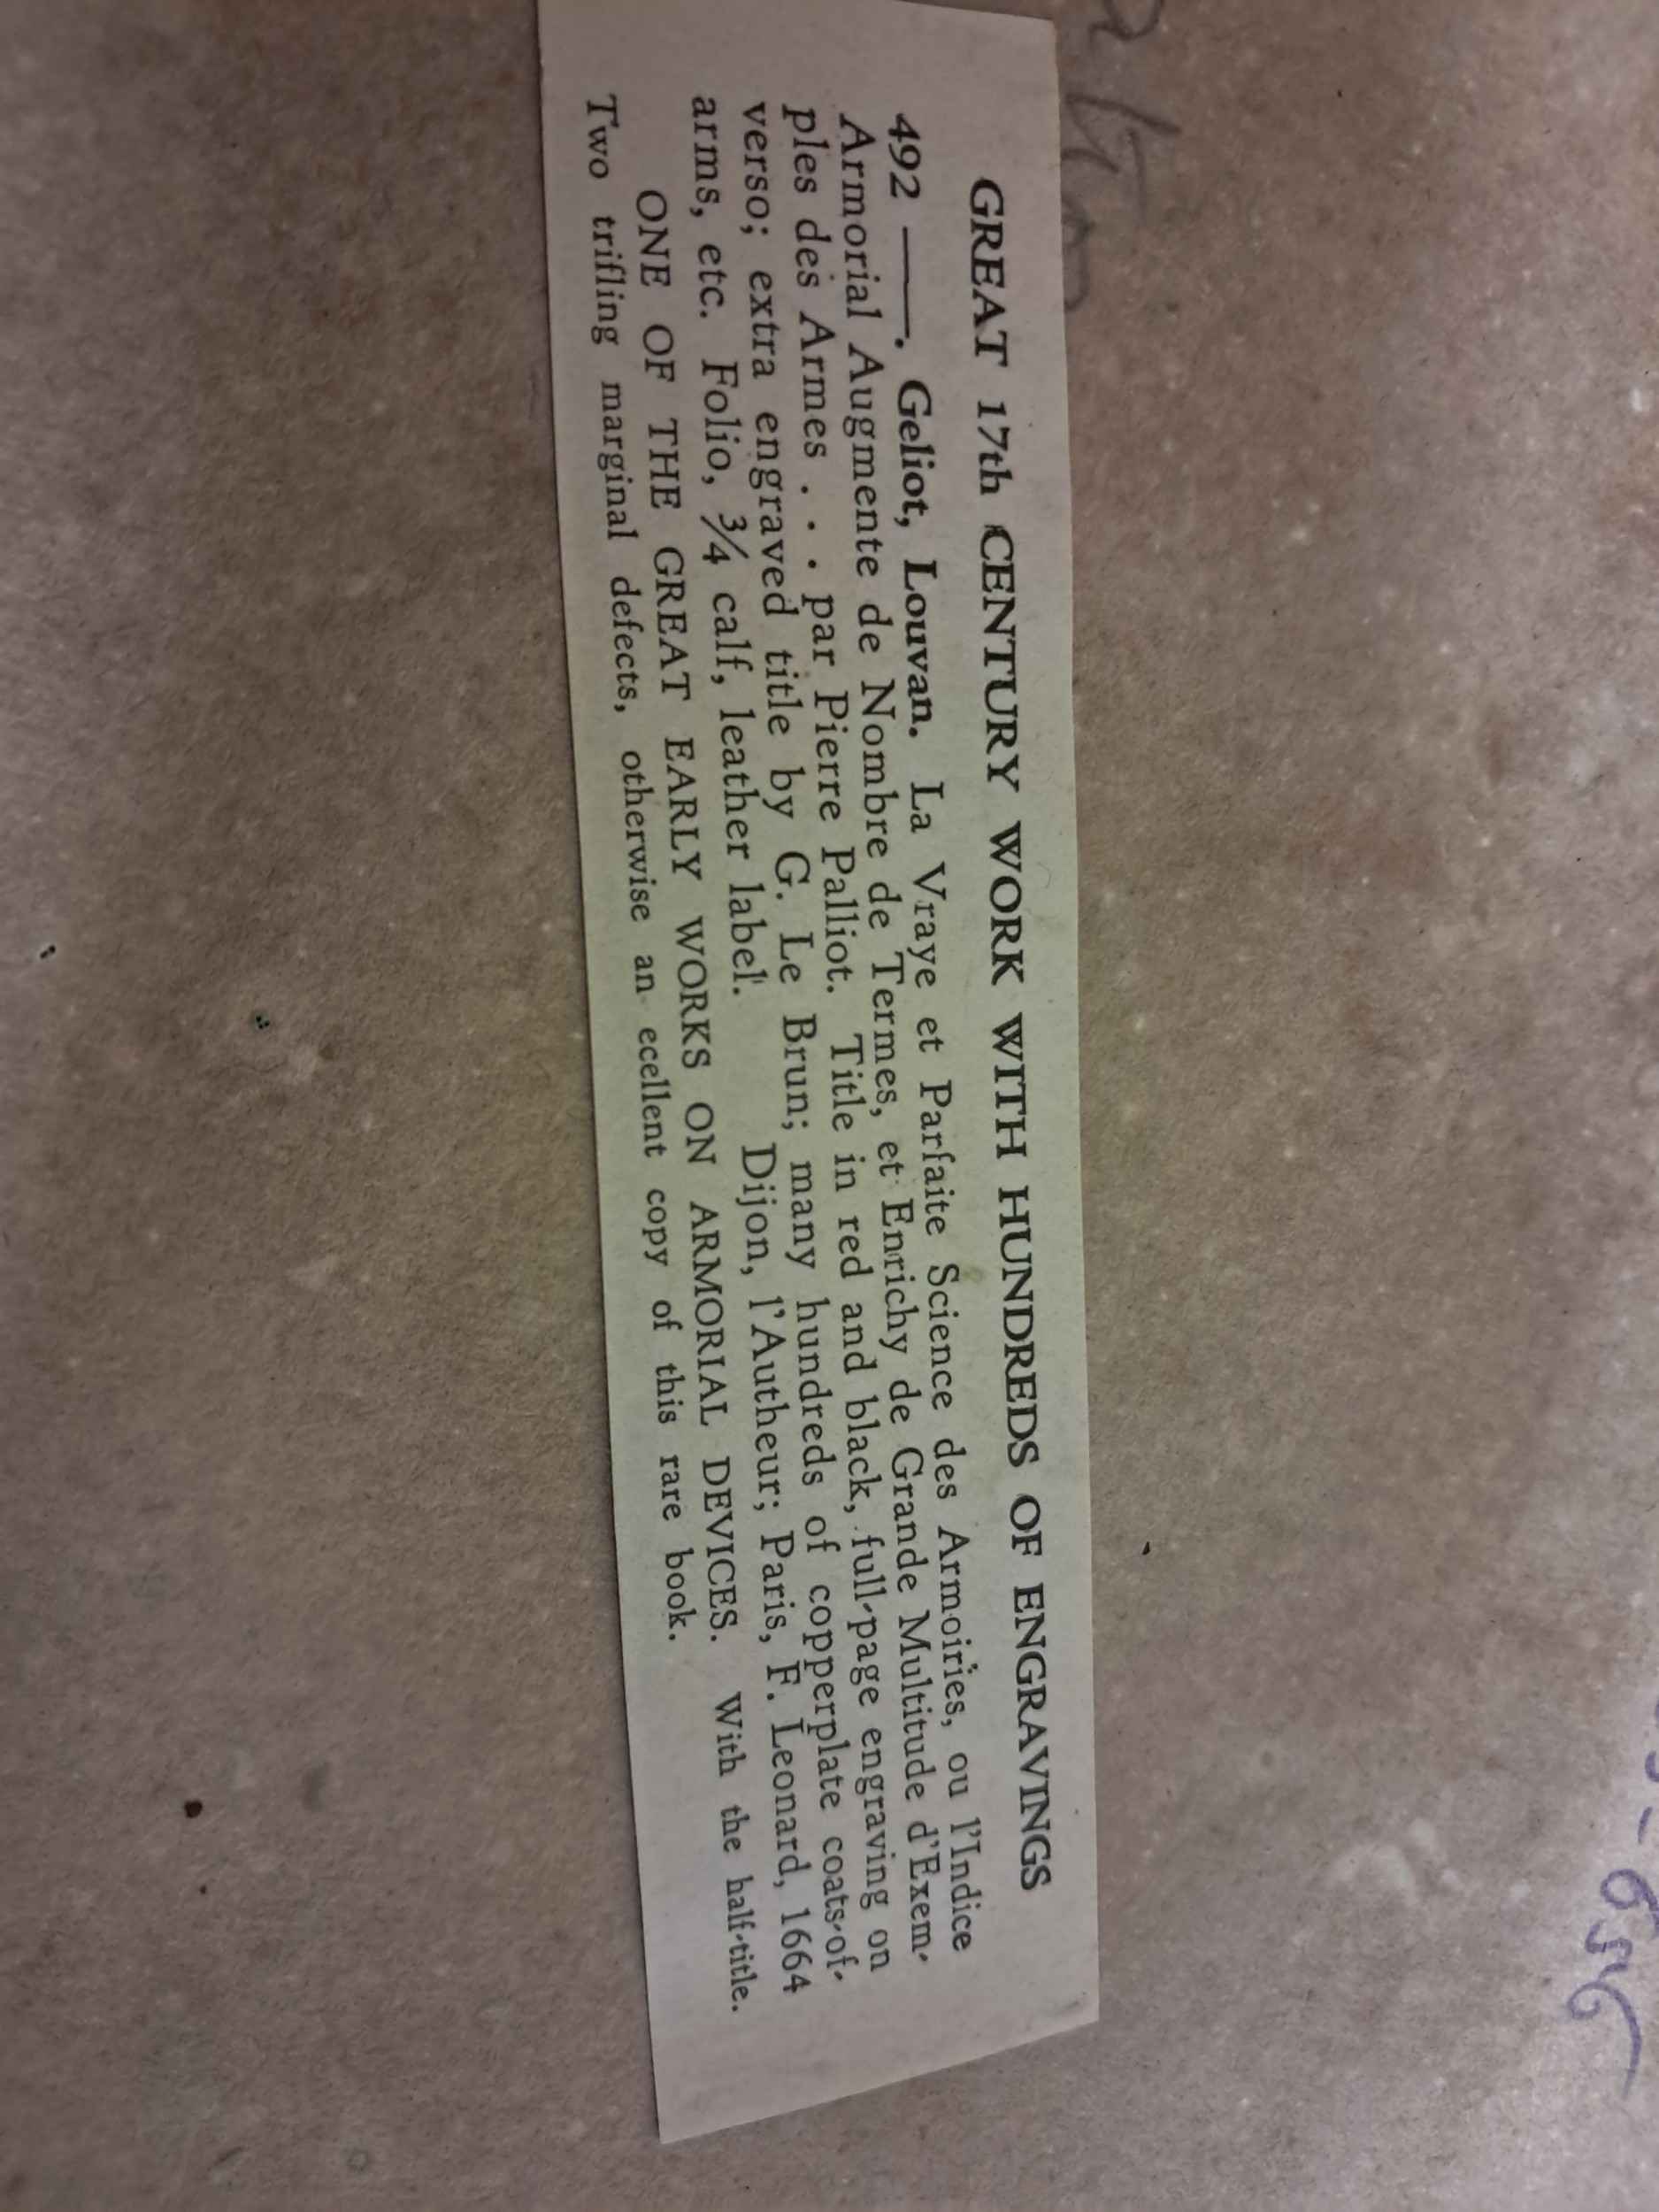 GREAT 17th CENTURY WORK WITH HUNDREDS OF ENGRAVINGS
492 ——. Geliot, Louvan. La Vraye et Parfaite Science des Armoiries, ou l'Indice
Armorial Augmente de Nombre de Termes, et Enrichy de Grande Multitude d'Exem-
ples des Armes . . . par Pierre Palliot. Title in red and black, full-page engraving on
verso; extra engraved title by G. Le Brun; many hundreds of copperplate coats-of-
arms, etc. Folio, ¾ calf, leather label. Dijon, l'Autheur; Paris, F. Leonard, 1664
ONE OF THE GREAT EARLY WORKS ON ARMORIAL DEVICES. With the half-title.
Two trifling marginal defects, otherwise an ecellent copy of this rare book.